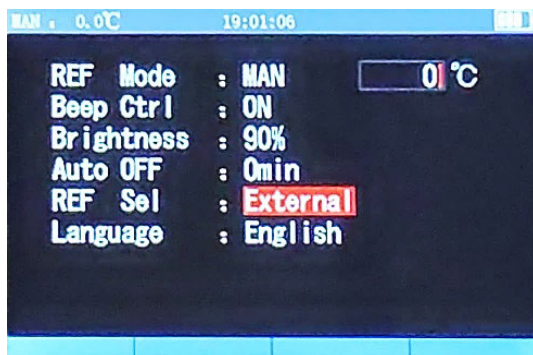 MAN : 0.0℃ 19:01:06
REF Mode : MAN 0 ℃
Beep Ctrl : ON
Brightness : 90%
Auto OFF : 0min
REF Sel : External
Language : English